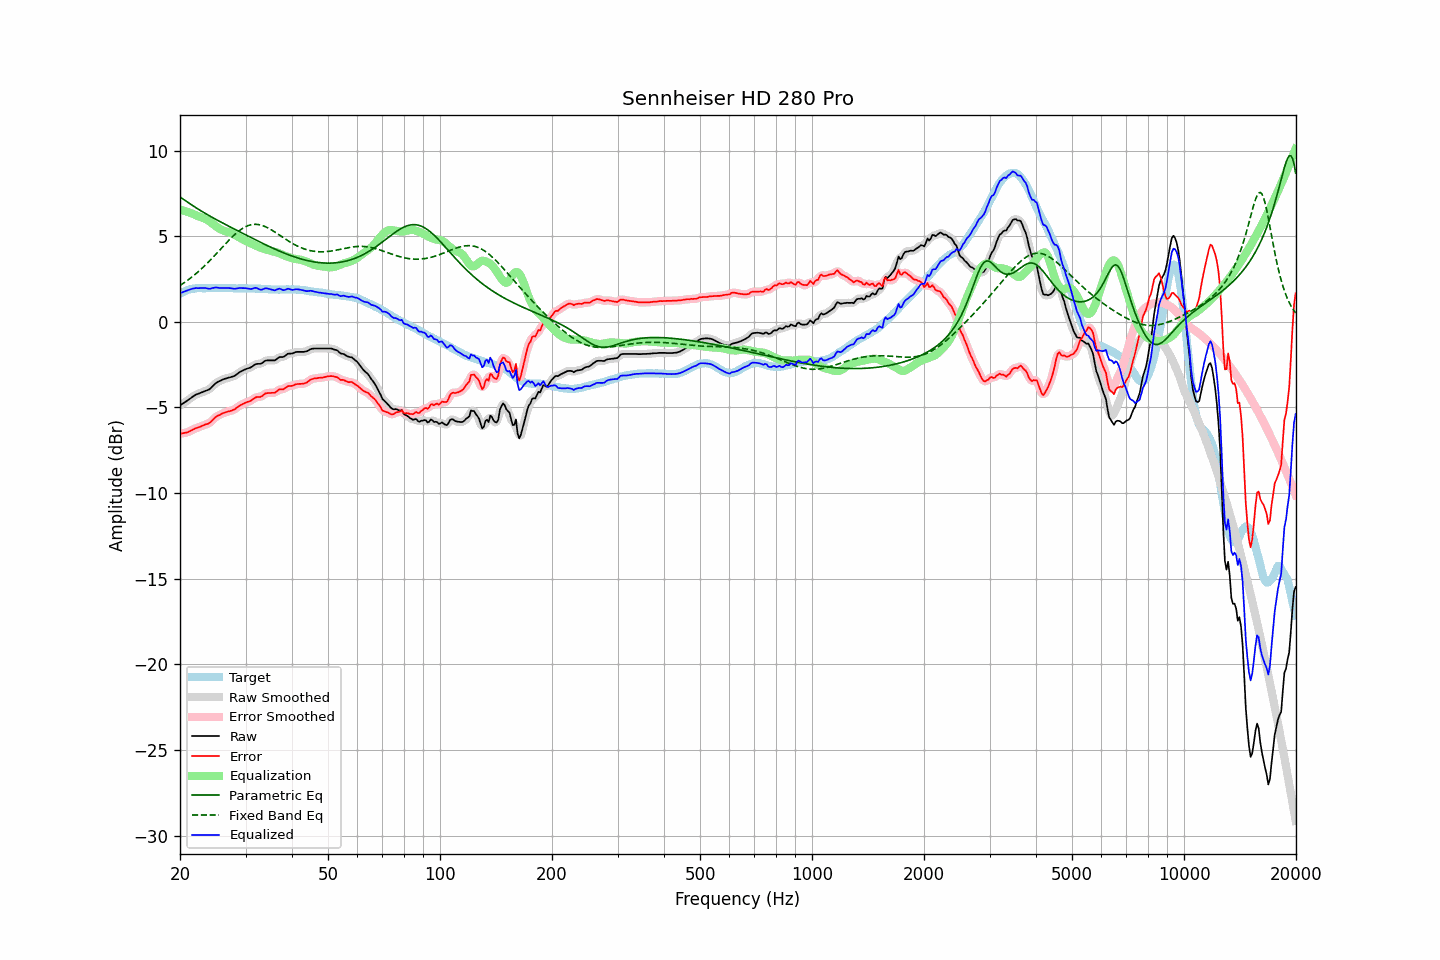 Sennheiser HD 280 Pro
Amplitude (dBr)
10
5
0
−5
−10
−15
−20
−25
−30
Target
Raw Smoothed
Error Smoothed
Raw
Error
Equalization
Parametric Eq
Fixed Band Eq
Equalized
20 50 100 200 500 1000 2000 5000 10000 20000
Frequency (Hz)